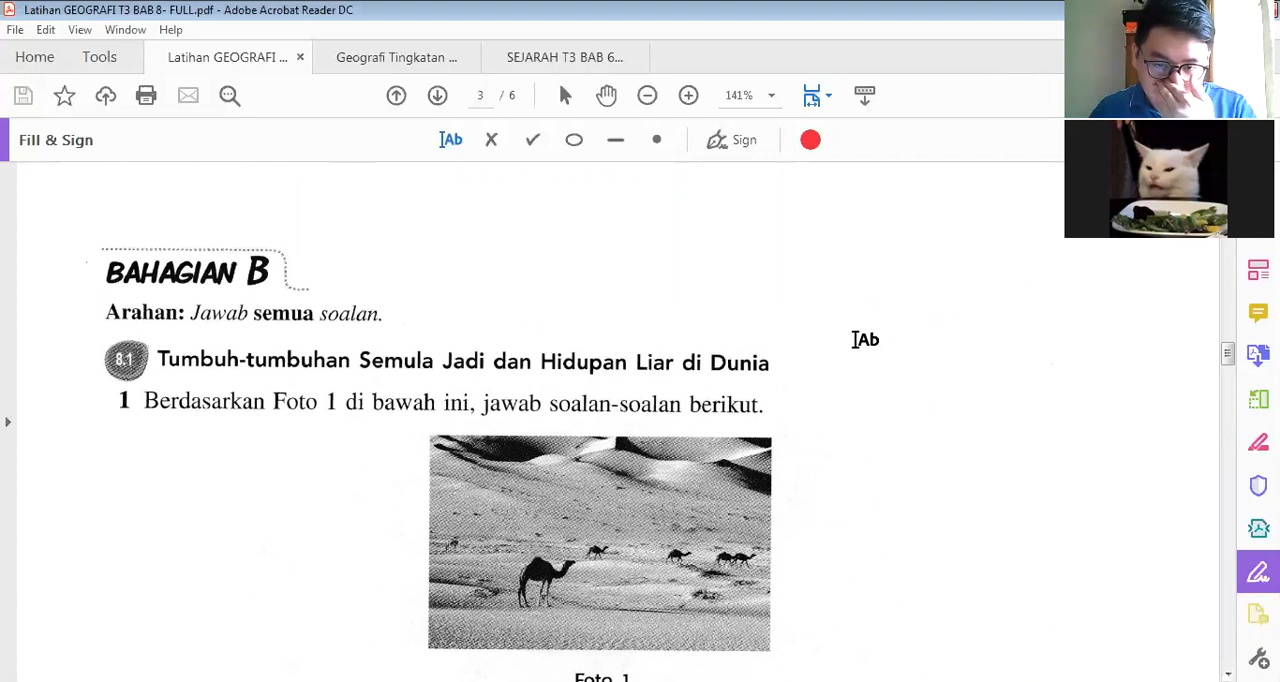 Latihan GEOGRAFI T3 BAB 8- FULL.pdf - Adobe Acrobat Reader DC
File Edit View Window Help
Home Tools Latihan GEOGRAFI ... × Geografi Tingkatan ... SEJARAH T3 BAB 6...
3 / 6 141%
Fill & Sign Ab Sign
BAHAGIAN B
Arahan: Jawab semua soalan.
Ab
8.1 Tumbuh-tumbuhan Semula Jadi dan Hidupan Liar di Dunia
1 Berdasarkan Foto 1 di bawah ini, jawab soalan-soalan berikut.
Foto 1